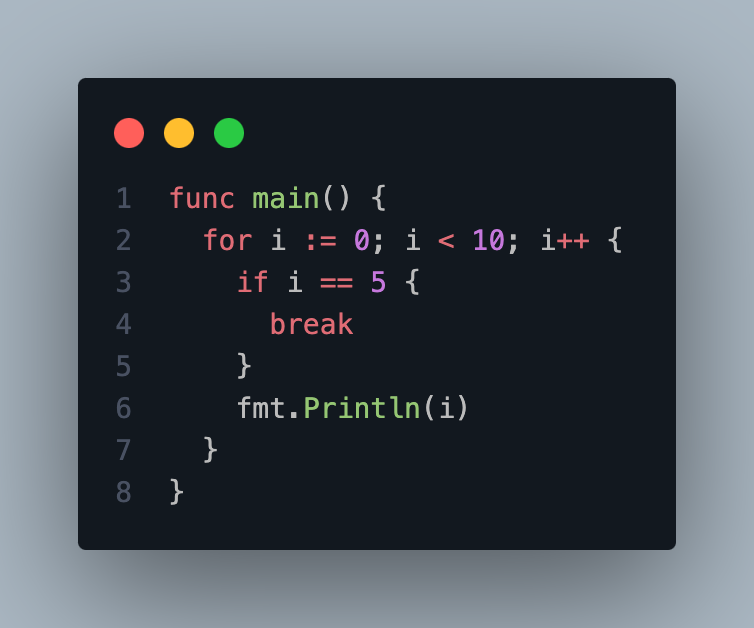 1 func main() {
2   for i := 0; i < 10; i++ {
3     if i == 5 {
4       break
5     }
6     fmt.Println(i)
7   }
8 }